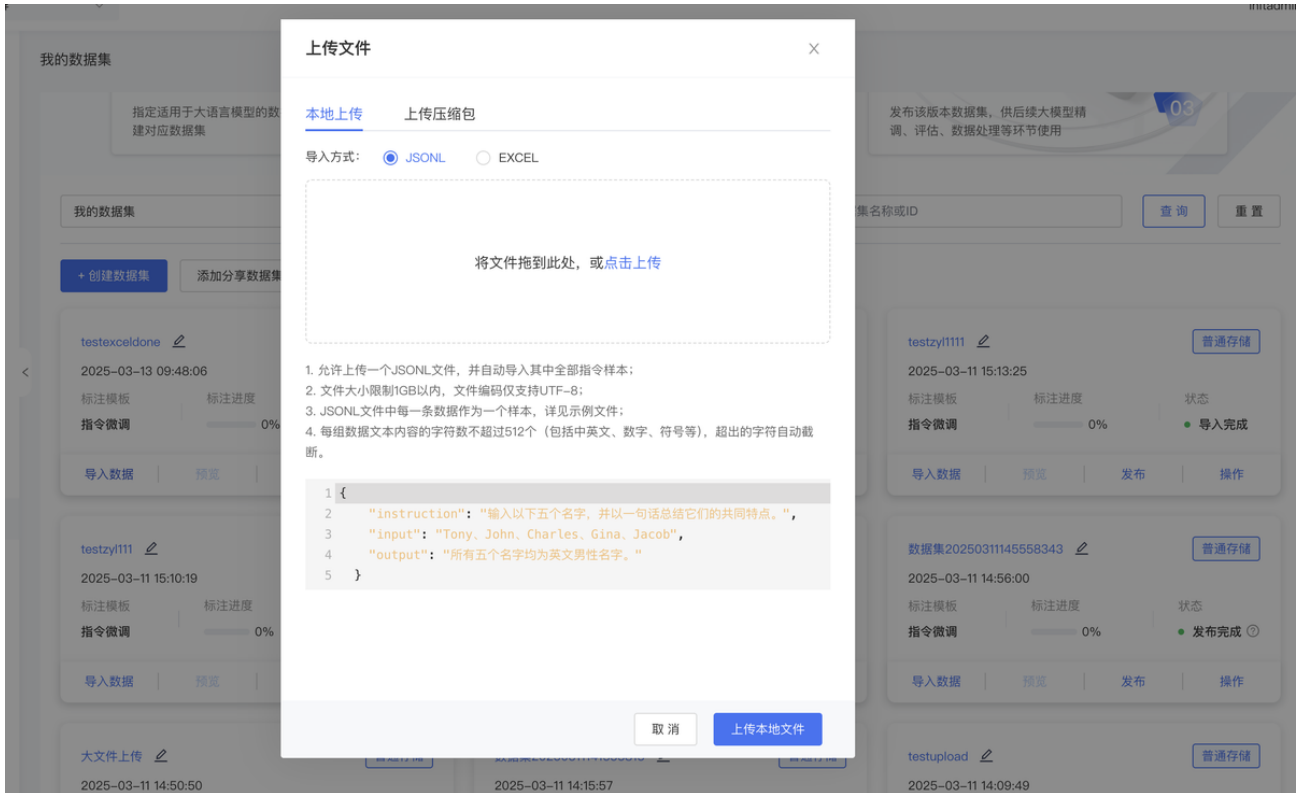 我的数据集
指定适用于大语言模型的数
建对应数据集
发布该版本数据集，供后续大模型精
调、评估、数据处理等环节使用
03
上传文件
本地上传 上传压缩包
导入方式： JSONL EXCEL
将文件拖到此处，或点击上传
1. 允许上传一个JSONL文件，并自动导入其中全部指令样本；
2. 文件大小限制1GB以内，文件编码仅支持UTF-8；
3. JSONL文件中每一条数据作为一个样本，详见示例文件；
4. 每组数据文本内容的字符数不超过512个（包括中英文、数字、符号等），超出的字符自动截
断。
1 {
2 "instruction": "输入以下五个名字，并以一句话总结它们的共同特点。",
3 "input": "Tony、John、Charles、Gina、Jacob",
4 "output": "所有五个名字均为英文男性名字。"
5 }
取 消 上传本地文件
我的数据集 集名称或ID 查 询 重 置
+ 创建数据集 添加分享数据集
testexceldone
2025-03-13 09:48:06
标注模板 标注进度
指令微调 0%
导入数据 预览
testzyl1111 普通存储
2025-03-11 15:13:25
标注模板 标注进度 状态
指令微调 0% 导入完成
导入数据 预览 发布 操作
testzyl111
2025-03-11 15:10:19
标注模板 标注进度
指令微调 0%
导入数据 预览
数据集20250311145558343 普通存储
2025-03-11 14:56:00
标注模板 标注进度 状态
指令微调 0% 发布完成
导入数据 预览 发布 操作
大文件上传
2025-03-11 14:50:50
2025-03-11 14:15:57
testupload 普通存储
2025-03-11 14:09:49